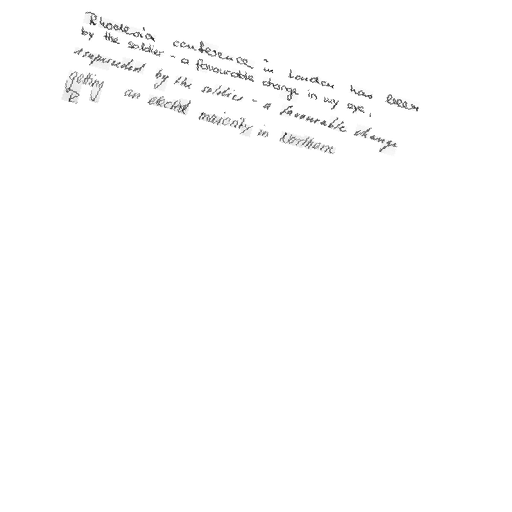 Rhodesia conference in London has been
by the soldier - a favourable change in my eye.
by the soldier - a favourable change
getting an elected majority in Northern